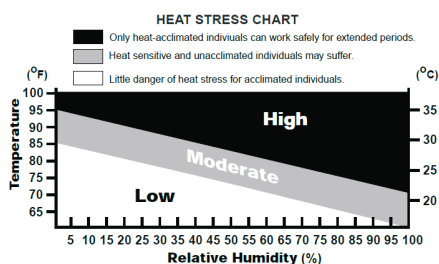 HEAT STRESS CHART
Only heat-acclimated indiviuals can work safely for extended periods.
Heat sensitive and unacclimated individuals may suffer.
Little danger of heat stress for acclimated individuals.
(°F)
(°C)
Temperature
100
95
90
85
80
75
70
65
High
Moderate
Low
35
30
25
20
5 10 15 20 25 30 35 40 45 50 55 60 65 70 75 80 85 90 95 100
Relative Humidity (%)